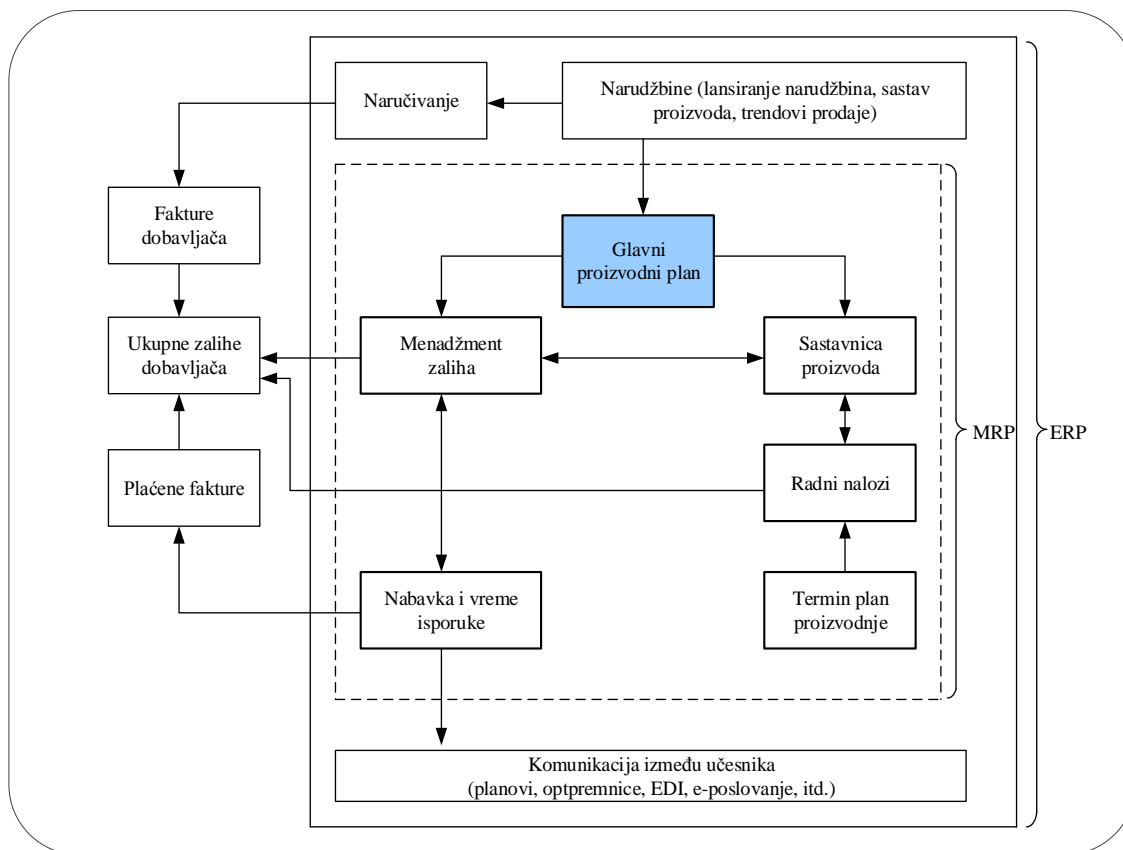 Naručivanje
Narudžbine (lansiranje narudžbina, sastav
proizvoda, trendovi prodaje)
Fakture
dobavljača
Glavni
proizvodni plan
Ukupne zalihe
dobavljača
Menadžment
zaliha
Sastavnica
proizvoda
MRP
ERP
Plaćene fakture
Radni nalozi
Nabavka i vreme
isporuke
Termin plan
proizvodnje
Komunikacija između učesnika
(planovi, optpremnice, EDI, e-poslovanje, itd.)